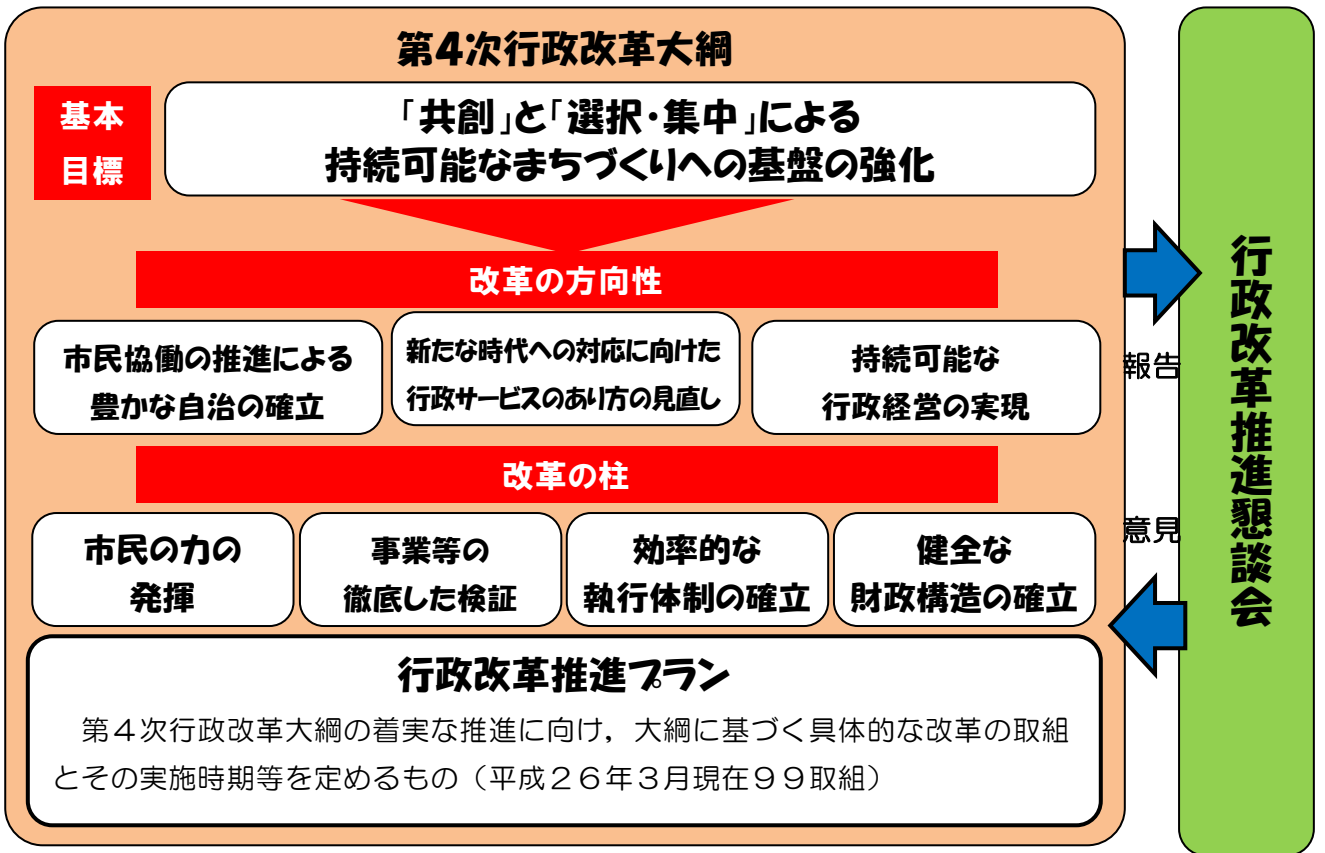 第4次行政改革大綱
基本
目標
「共創」と「選択・集中」による
持続可能なまちづくりへの基盤の強化
改革の方向性
市民協働の推進による
豊かな自治の確立
新たな時代への対応に向けた
行政サービスのあり方の見直し
持続可能な
行政経営の実現
改革の柱
市民の力の
発揮
事業等の
徹底した検証
効率的な
執行体制の確立
健全な
財政構造の確立
行政改革推進プラン
第４次行政改革大綱の着実な推進に向け，大綱に基づく具体的な改革の取組
とその実施時期等を定めるもの（平成２６年３月現在９９取組）
報告
意見
行政改革推進懇談会